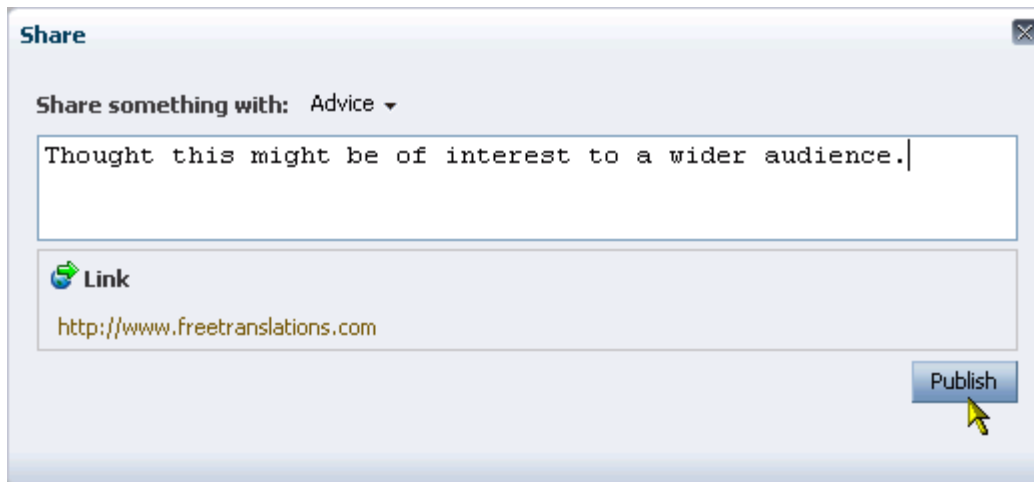 Share
Share something with: Advice
Thought this might be of interest to a wider audience.
Link
http://www.freetranslations.com
Publish